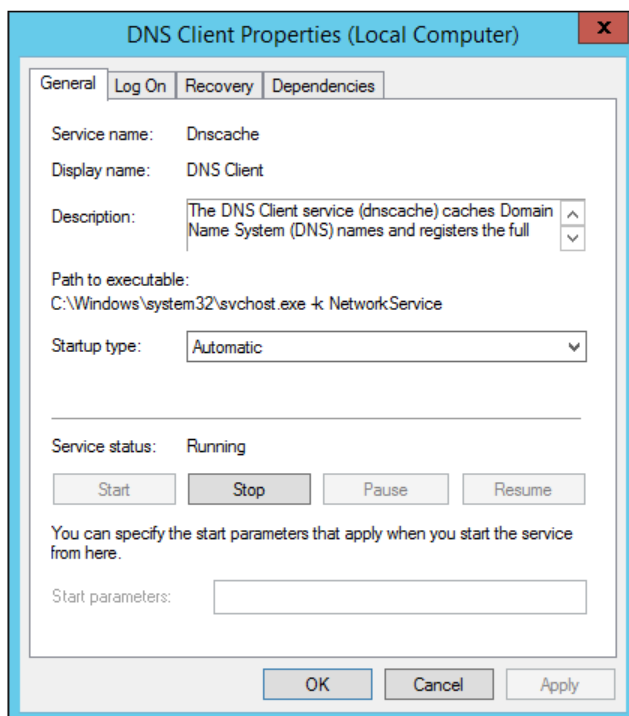 DNS Client Properties (Local Computer)
x
General Log On Recovery Dependencies
Service name: Dnscache
Display name: DNS Client
Description: The DNS Client service (dnscache) caches Domain
Name System (DNS) names and registers the full
Path to executable:
C:\Windows\system32\svchost.exe -k NetworkService
Startup type: Automatic
Service status: Running
Start Stop Pause Resume
You can specify the start parameters that apply when you start the service
from here.
Start parameters:
OK Cancel Apply